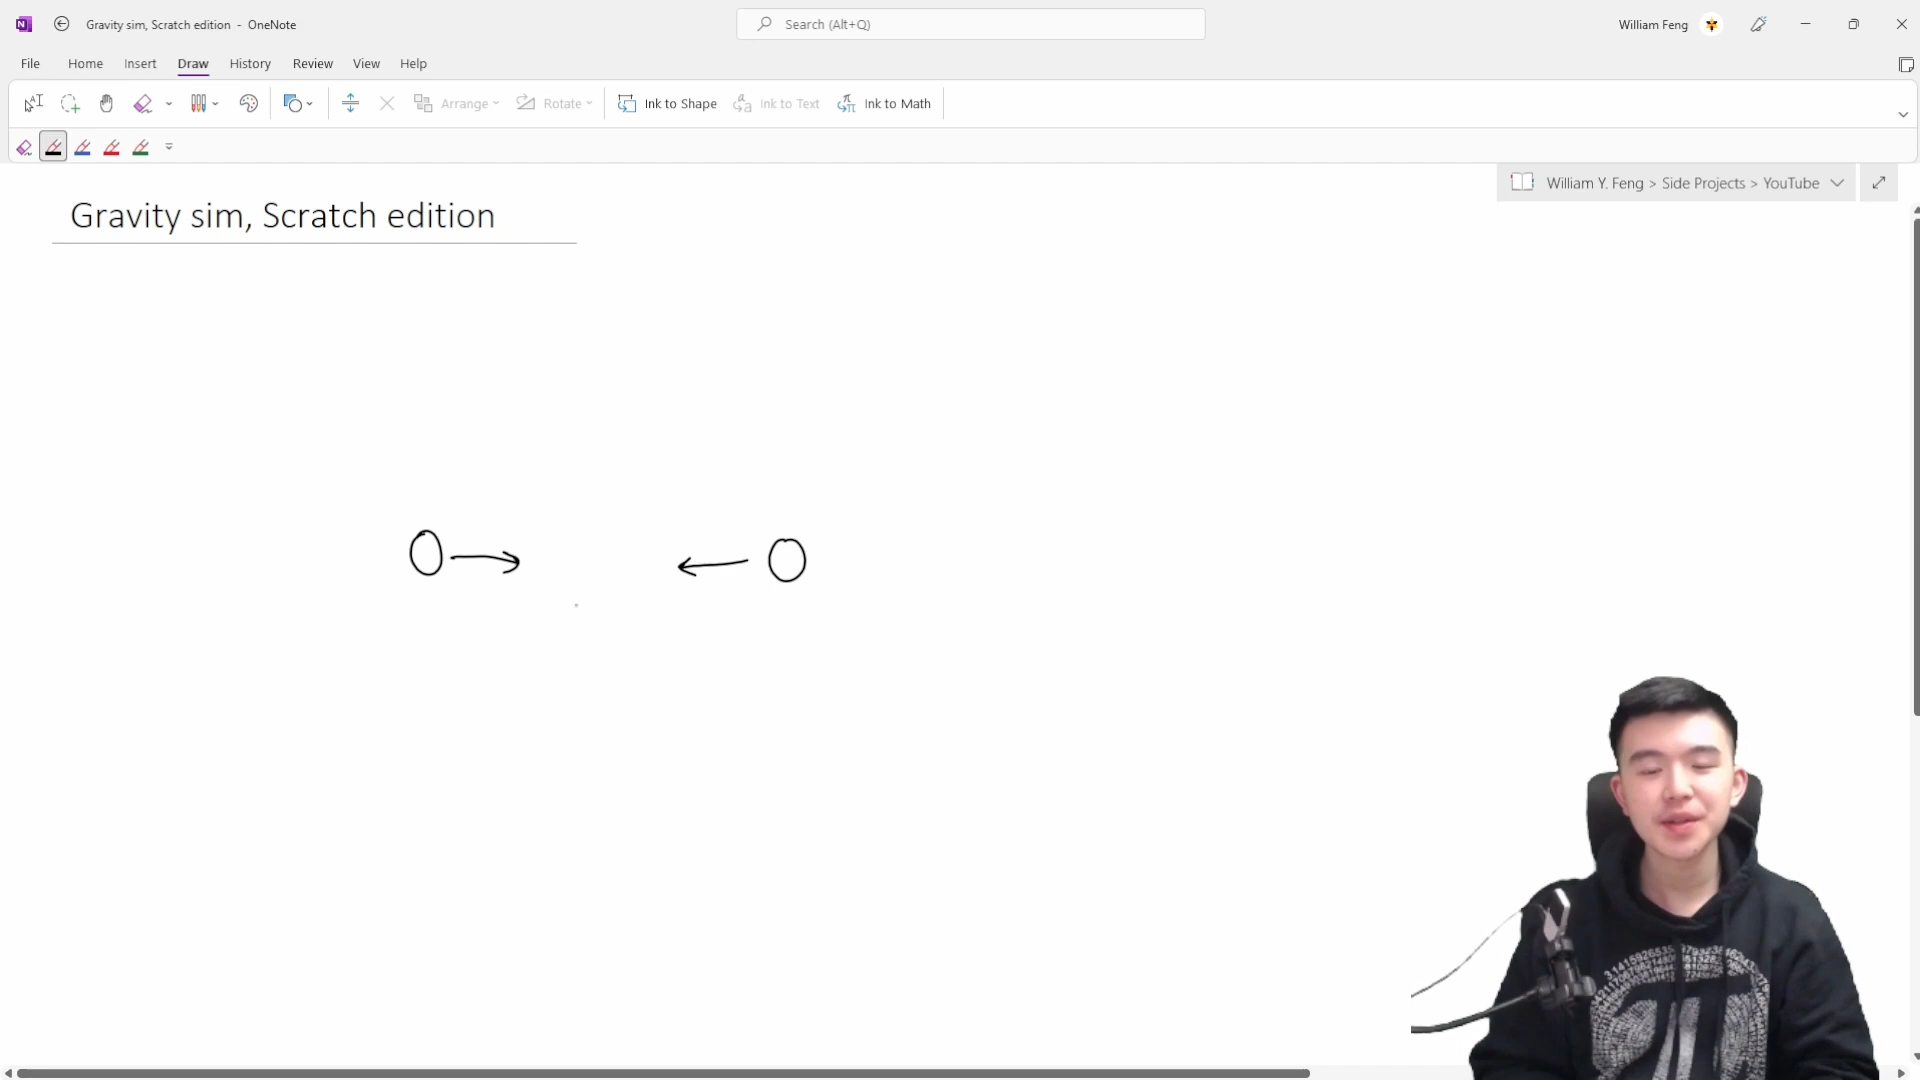 Gravity sim, Scratch edition - OneNote
Search (Alt+Q)
William Feng
File Home Insert Draw History Review View Help
Arrange Rotate Ink to Shape Ink to Text Ink to Math
William Y. Feng > Side Projects > YouTube
Gravity sim, Scratch edition